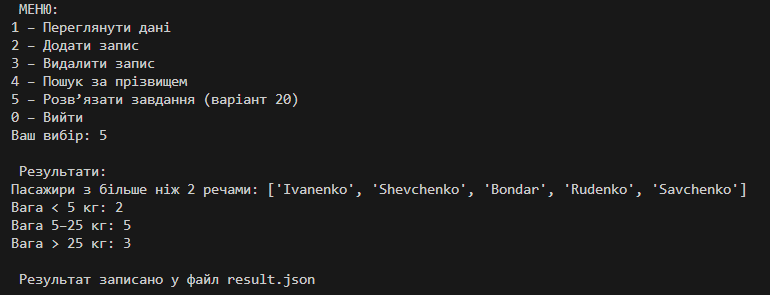 МЕНЮ:
1 – Переглянути дані
2 – Додати запис
3 – Видалити запис
4 – Пошук за прізвищем
5 – Розв’язати завдання (варіант 20)
0 – Вийти
Ваш вибір: 5
Результати:
Пасажири з більше ніж 2 речами: ['Ivanenko', 'Shevchenko', 'Bondar', 'Rudenko', 'Savchenko']
Вага < 5 кг: 2
Вага 5–25 кг: 5
Вага > 25 кг: 3
Результат записано у файл result.json